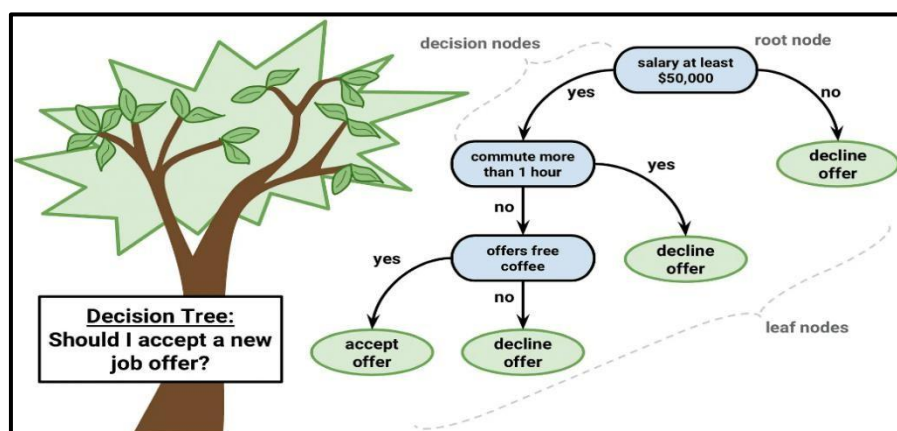 decision nodes
root node
salary at least
$50,000
yes
no
commute more
than 1 hour
yes
decline
offer
no
offers free
coffee
decline
offer
yes
no
Decision Tree:
Should I accept a new
job offer?
accept
offer
decline
offer
leaf nodes